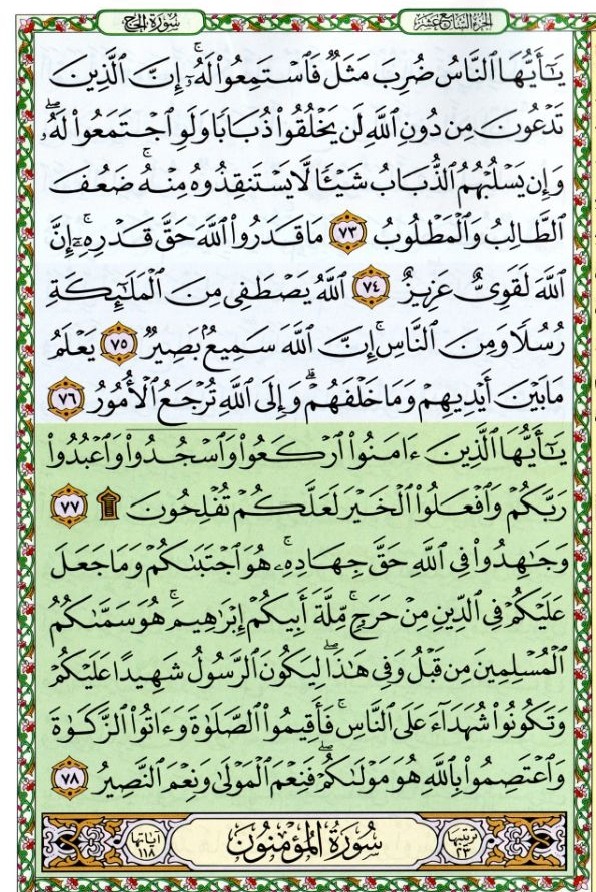 الجزء السابع عشر
سورة الحج
يَٰٓأَيُّهَا ٱلنَّاسُ ضُرِبَ مَثَلٌ فَٱسْتَمِعُوا۟ لَهُۥٓ ۚ إِنَّ ٱلَّذِينَ
تَدْعُونَ مِن دُونِ ٱللَّهِ لَن يَخْلُقُوا۟ ذُبَابًا وَلَوِ ٱجْتَمَعُوا۟ لَهُۥ ۖ
وَإِن يَسْلُبْهُمُ ٱلذُّبَابُ شَيْـًٔا لَّا يَسْتَنقِذُوهُ مِنْهُ ۚ ضَعُفَ
ٱلطَّالِبُ وَٱلْمَطْلُوبُ ٧٣ مَا قَدَرُوا۟ ٱللَّهَ حَقَّ قَدْرِهِۦٓ ۗ إِنَّ
ٱللَّهَ لَقَوِىٌّ عَزِيزٌ ٧٤ ٱللَّهُ يَصْطَفِى مِنَ ٱلْمَلَٰٓئِكَةِ
رُسُلًا وَمِنَ ٱلنَّاسِ ۚ إِنَّ ٱللَّهَ سَمِيعٌۢ بَصِيرٌ ٧٥ يَعْلَمُ
مَا بَيْنَ أَيْدِيهِمْ وَمَا خَلْفَهُمْ ۗ وَإِلَى ٱللَّهِ تُرْجَعُ ٱلْأُمُورُ ٧٦
يَٰٓأَيُّهَا ٱلَّذِينَ ءَامَنُوا۟ ٱرْكَعُوا۟ وَٱسْجُدُوا۟ وَٱعْبُدُوا۟
رَبَّكُمْ وَٱفْعَلُوا۟ ٱلْخَيْرَ لَعَلَّكُمْ تُفْلِحُونَ ۩ ٧٧
وَجَٰهِدُوا۟ فِى ٱللَّهِ حَقَّ جِهَادِهِۦ ۚ هُوَ ٱجْتَبَىٰكُمْ وَمَا جَعَلَ
عَلَيْكُمْ فِى ٱلدِّينِ مِنْ حَرَجٍ ۚ مِّلَّةَ أَبِيكُمْ إِبْرَٰهِيمَ ۚ هُوَ سَمَّىٰكُمُ
ٱلْمُسْلِمِينَ مِن قَبْلُ وَفِى هَٰذَا لِيَكُونَ ٱلرَّسُولُ شَهِيدًا عَلَيْكُمْ
وَتَكُونُوا۟ شُهَدَآءَ عَلَى ٱلنَّاسِ ۚ فَأَقِيمُوا۟ ٱلصَّلَوٰةَ وَءَاتُوا۟ ٱلزَّكَوٰةَ
وَٱعْتَصِمُوا۟ بِٱللَّهِ هُوَ مَوْلَىٰكُمْ ۖ فَنِعْمَ ٱلْمَوْلَىٰ وَنِعْمَ ٱلنَّصِيرُ ٧٨
ترتيبها ٢٣
سُورَةُ المُؤْمِنُون
آياتها ١١٨